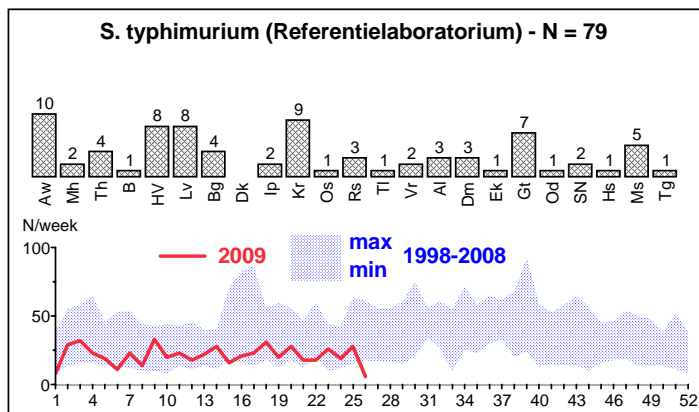 S. typhimurium (Referentielaboratorium) - N = 79
10 2 4 1 8 8 4 2 9 1 3 1 2 3 3 1 7 1 2 1 5 1
Aw Mh Th B HV Lv Bg Dk Ip Kr Os Rs Tl Vr Al Dm Ek Gt Od SN Hs Ms Tg
N/week
100
2009 max 1998-2008
min
50
0
1 4 7 10 13 16 19 22 25 28 31 34 37 40 43 46 49 52